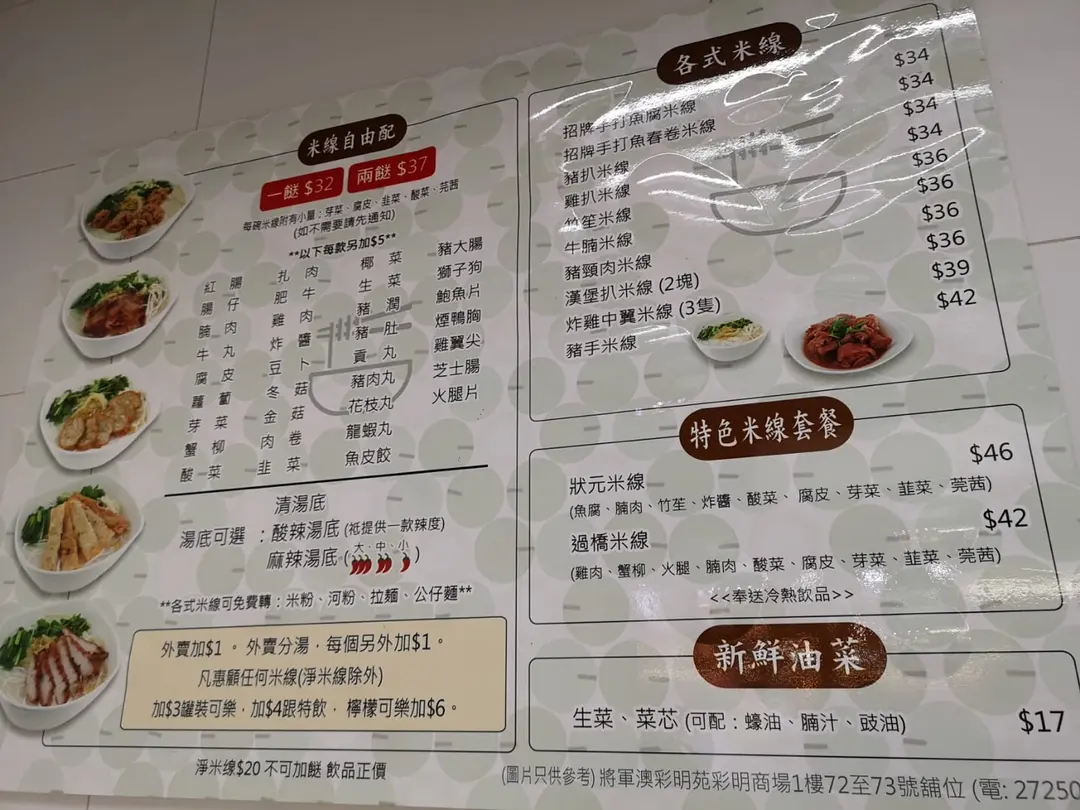 米線自由配
一餸 $32 兩餸 $37
每碗米線附有小量：芽菜、腐皮、韭菜、酸菜、芫茜
(如不需要請先通知)
**以下每款另加$5**
紅腸 扎肉 椰菜 豬大腸
腸仔 肥牛 生菜 獅子狗
腩肉 雞肉 豬潤 鮑魚片
牛丸 炸醬 豬肚 煙鴨胸
腐皮 豆卜 貢丸 雞翼尖
蘿蔔 冬菇 豬肉丸 芝士腸
芽菜 金菇 花枝丸 火腿片
蟹柳 肉卷 龍蝦丸
酸菜 韭菜 魚皮餃
清湯底
湯底可選：酸辣湯底 (祗提供一款辣度)
麻辣湯底 (大、中、小)
**各式米線可免費轉：米粉、河粉、拉麵、公仔麵**
外賣加$1。外賣分湯，每個另外加$1。
凡惠顧任何米線(淨米線除外)
加$3罐裝可樂，加$4跟特飲，檸檬可樂加$6。
淨米線$20 不可加餸 飲品正價
各式米線
招牌手打魚腐米線 $34
招牌手打魚春卷米線 $34
豬扒米線 $34
雞扒米線 $34
竹笙米線 $36
牛腩米線 $36
豬頸肉米線 $36
漢堡扒米線 (2塊) $36
炸雞中翼米線 (3隻) $39
豬手米線 $42
特色米線套餐
狀元米線 $46
(魚腐、腩肉、竹笙、炸醬、酸菜、腐皮、芽菜、韭菜、莞茜)
過橋米線 $42
(雞肉、蟹柳、火腿、腩肉、酸菜、腐皮、芽菜、韭菜、莞茜)
<<奉送冷熱飲品>>
新鮮油菜
生菜、菜芯 (可配：蠔油、腩汁、豉油) $17
(圖片只供參考) 將軍澳彩明苑彩明商場1樓72至73號舖位 (電: 27250